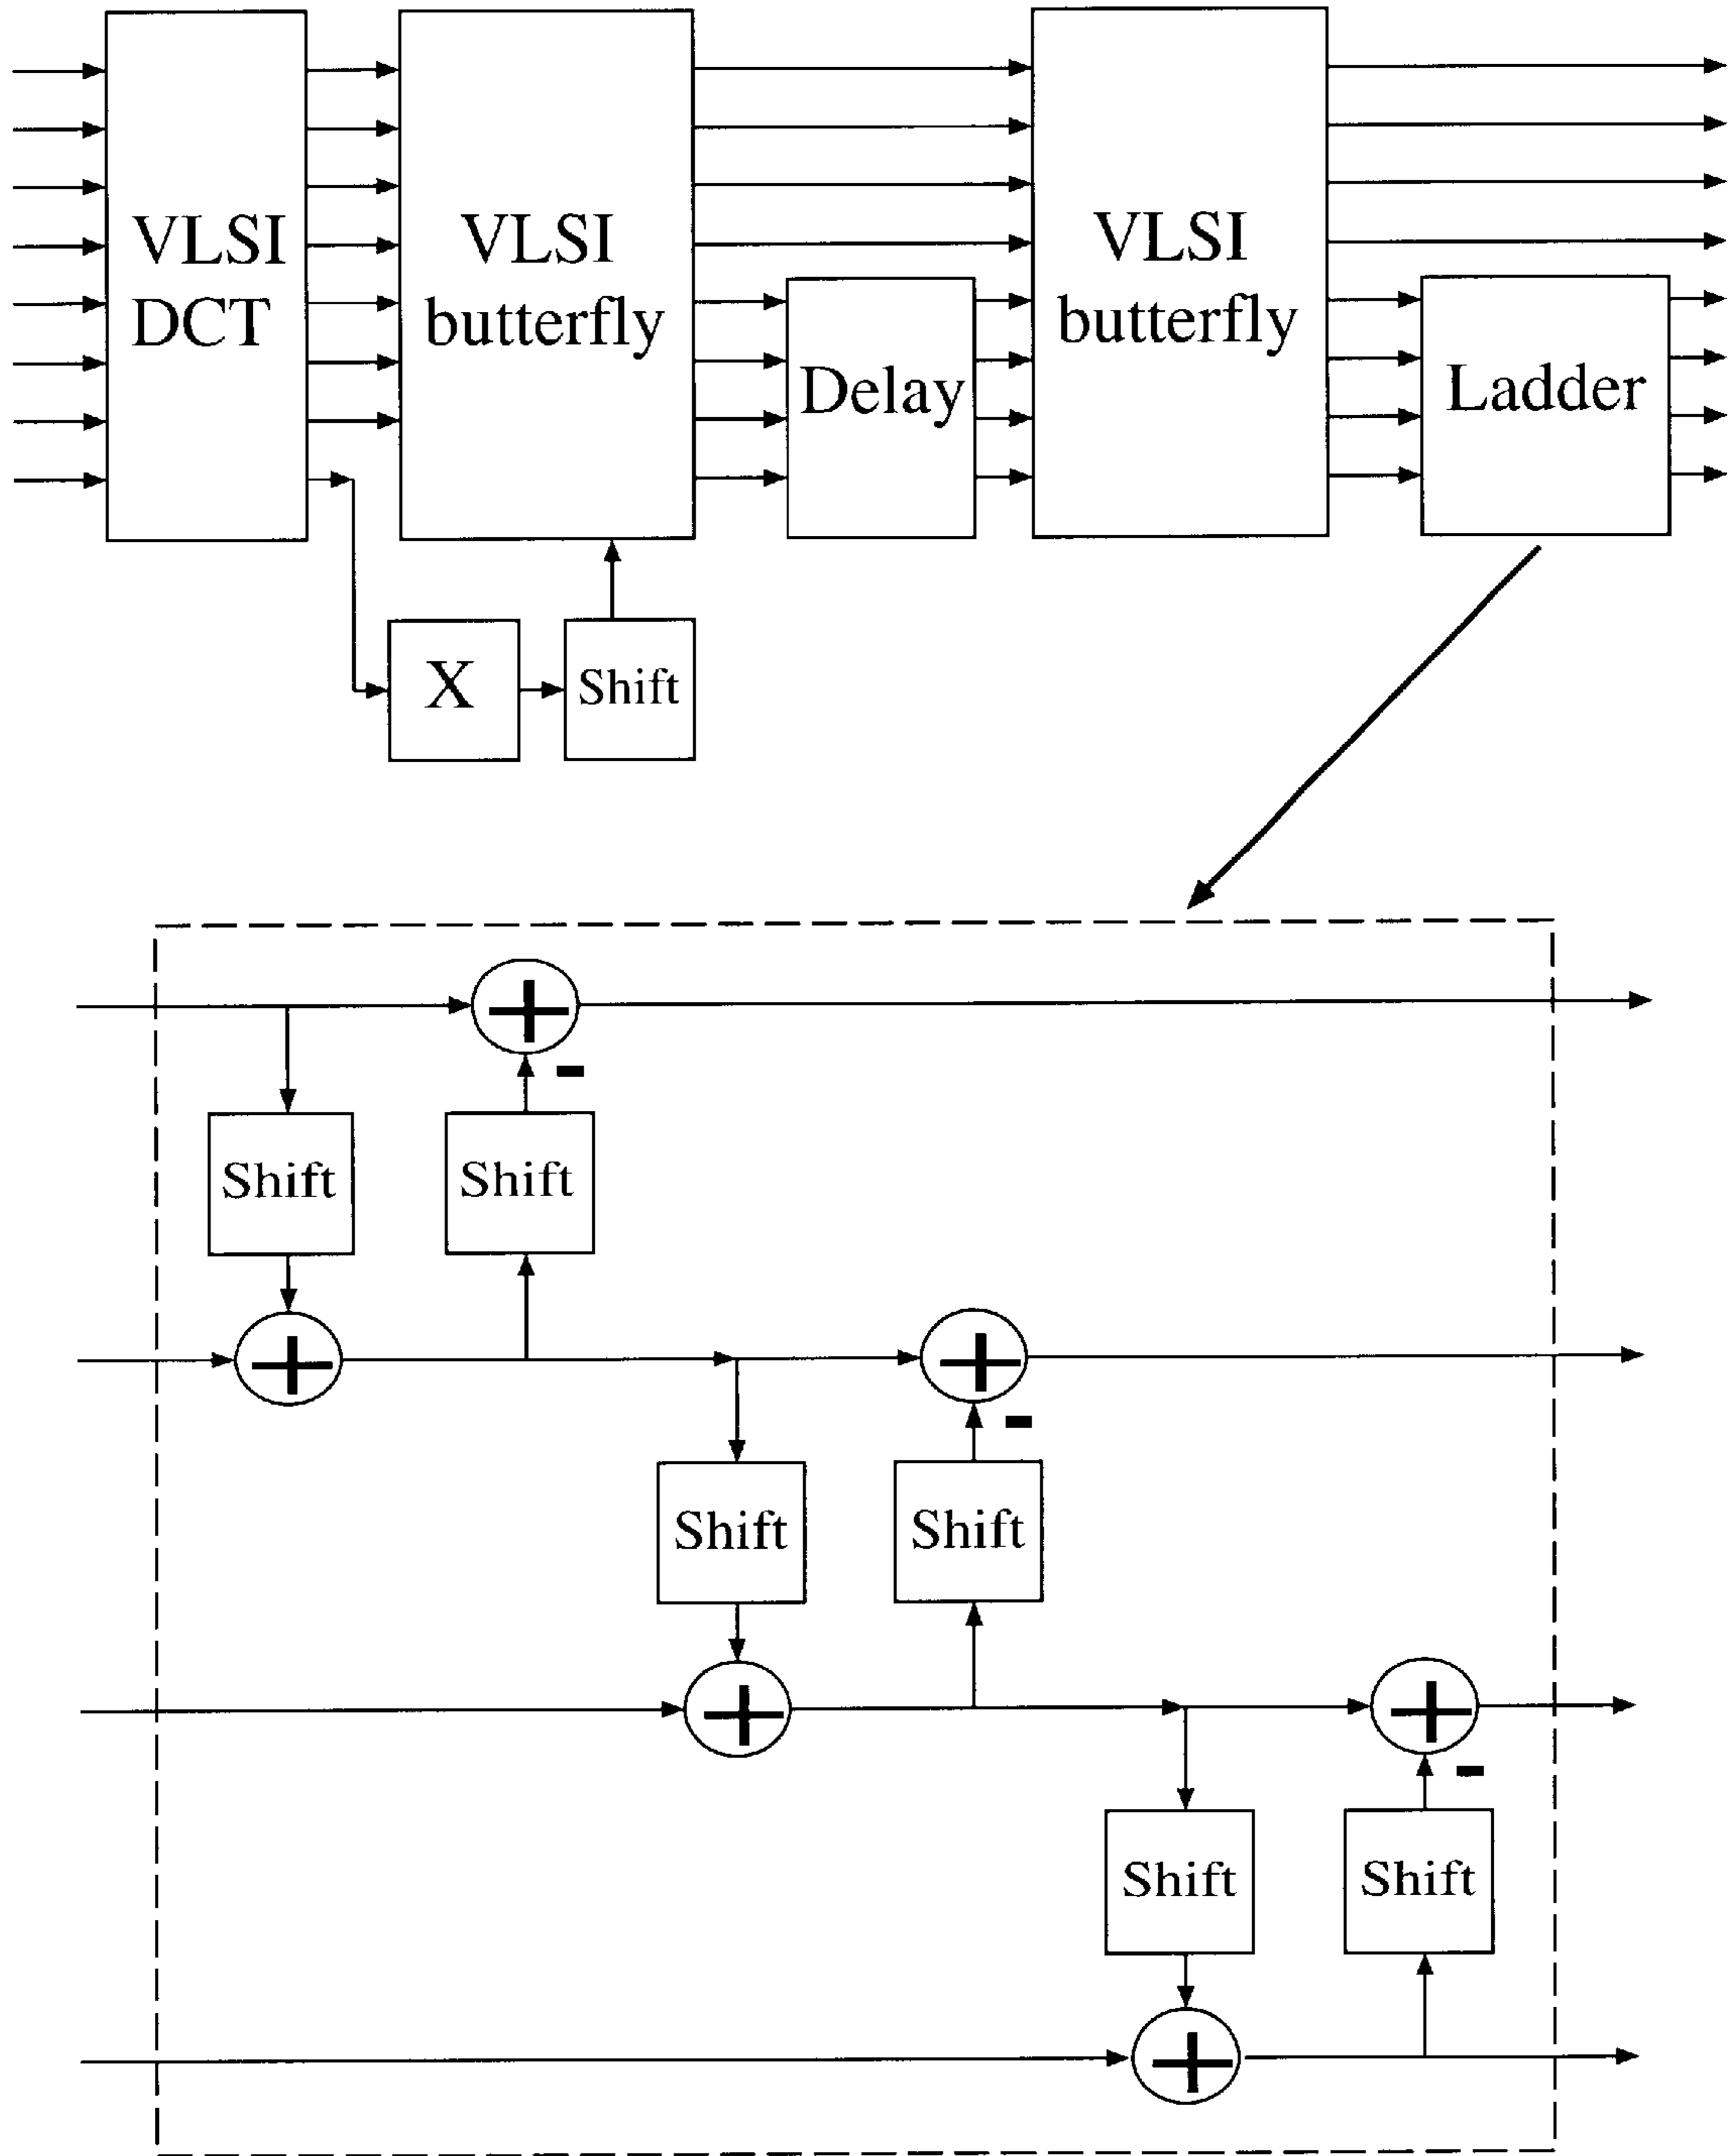 VLSI
DCT
VLSI
butterfly
Delay
VLSI
butterfly
Ladder
X
Shift
+
-
Shift
Shift
+
+
-
Shift
Shift
+
+
-
Shift
Shift
+